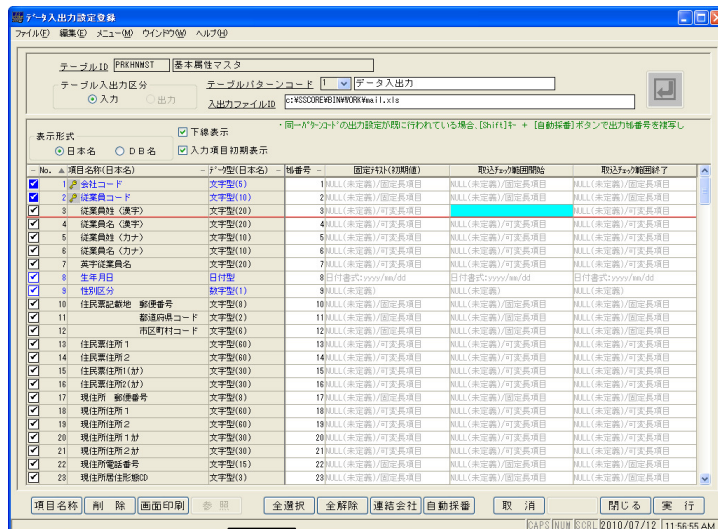 データ入出力設定登録
ファイル(F) 編集(E) メニュー(M) ウインドウ(W) ヘルプ(H)
テーブルID PRKHNMST 基本属性マスタ
テーブル入出力区分 テーブルパターンコード 1 データ入出力
入力 出力 入出力ファイルID c:¥SSCORE¥BIN¥WORK¥mail.xls
・同一パターンコードの出力設定が既に行われている場合、[Shift]キー + [自動採番]ボタンで出力ﾄﾙ番号を複写し
表示形式 下線表示
日本名 DB名 入力項目初期表示
No. 項目名称(日本名) データ型(日本名) ﾄﾙ番号 固定ﾃｷｽﾄ(初期値) 取込ﾁｪｯｸ範囲開始 取込ﾁｪｯｸ範囲終了
1 会社コード 文字型(5) 1 NULL(未定義)/固定長項目 NULL(未定義)/固定長項目 NULL(未定義)/固定長項目
2 従業員コード 文字型(10) 2 NULL(未定義)/固定長項目 NULL(未定義)/固定長項目 NULL(未定義)/固定長項目
3 従業員姓（漢字） 文字型(20) 3 NULL(未定義)/可変長項目 NULL(未定義)/可変長項目
4 従業員名（漢字） 文字型(20) 4 NULL(未定義)/可変長項目 NULL(未定義)/可変長項目 NULL(未定義)/可変長項目
5 従業員姓（カナ） 文字型(10) 5 NULL(未定義)/可変長項目 NULL(未定義)/可変長項目 NULL(未定義)/可変長項目
6 従業員名（カナ） 文字型(10) 6 NULL(未定義)/可変長項目 NULL(未定義)/可変長項目 NULL(未定義)/可変長項目
7 英字従業員名 文字型(20) 7 NULL(未定義)/可変長項目 NULL(未定義)/可変長項目 NULL(未定義)/可変長項目
8 生年月日 日付型 8 日付書式:yyyy/mm/dd 日付書式:yyyy/mm/dd 日付書式:yyyy/mm/dd
9 性別区分 数字型(1) 9 NULL(未定義) NULL(未定義) NULL(未定義)
10 住民票記載地 郵便番号 文字型(8) 10 NULL(未定義)/固定長項目 NULL(未定義)/固定長項目 NULL(未定義)/固定長項目
11 都道府県コード 文字型(2) 11 NULL(未定義)/固定長項目 NULL(未定義)/固定長項目 NULL(未定義)/固定長項目
12 市区町村コード 文字型(6) 12 NULL(未定義)/固定長項目 NULL(未定義)/固定長項目 NULL(未定義)/固定長項目
13 住民票住所１ 文字型(60) 13 NULL(未定義)/可変長項目 NULL(未定義)/可変長項目 NULL(未定義)/可変長項目
14 住民票住所２ 文字型(60) 14 NULL(未定義)/可変長項目 NULL(未定義)/可変長項目 NULL(未定義)/可変長項目
15 住民票住所1(ｶﾅ) 文字型(30) 15 NULL(未定義)/可変長項目 NULL(未定義)/可変長項目 NULL(未定義)/可変長項目
16 住民票住所2(ｶﾅ) 文字型(30) 16 NULL(未定義)/可変長項目 NULL(未定義)/可変長項目 NULL(未定義)/可変長項目
17 現住所 郵便番号 文字型(8) 17 NULL(未定義)/固定長項目 NULL(未定義)/固定長項目 NULL(未定義)/固定長項目
18 現住所住所１ 文字型(60) 18 NULL(未定義)/可変長項目 NULL(未定義)/可変長項目 NULL(未定義)/可変長項目
19 現住所住所２ 文字型(60) 19 NULL(未定義)/可変長項目 NULL(未定義)/可変長項目 NULL(未定義)/可変長項目
20 現住所住所１ｶﾅ 文字型(30) 20 NULL(未定義)/可変長項目 NULL(未定義)/可変長項目 NULL(未定義)/可変長項目
21 現住所住所２ｶﾅ 文字型(30) 21 NULL(未定義)/可変長項目 NULL(未定義)/可変長項目 NULL(未定義)/可変長項目
22 現住所電話番号 文字型(15) 22 NULL(未定義)/可変長項目 NULL(未定義)/可変長項目 NULL(未定義)/可変長項目
23 現住所居住形態CD 文字型(3) 23 NULL(未定義)/固定長項目 NULL(未定義)/固定長項目 NULL(未定義)/固定長項目
項目名称 削 除 画面印刷 参 照 全選択 全解除 連結会社 自動採番 取 消 閉じる 実 行
CAPS NUM SCRL 2010/07/12 11:56:55 AM